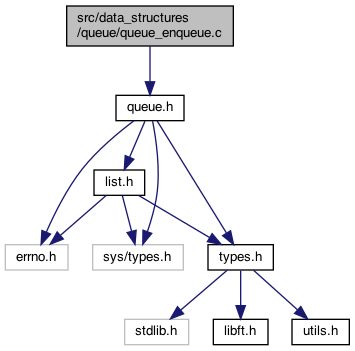 src/data_structures
/queue/queue_enqueue.c
queue.h
list.h
errno.h
sys/types.h
types.h
stdlib.h
libft.h
utils.h